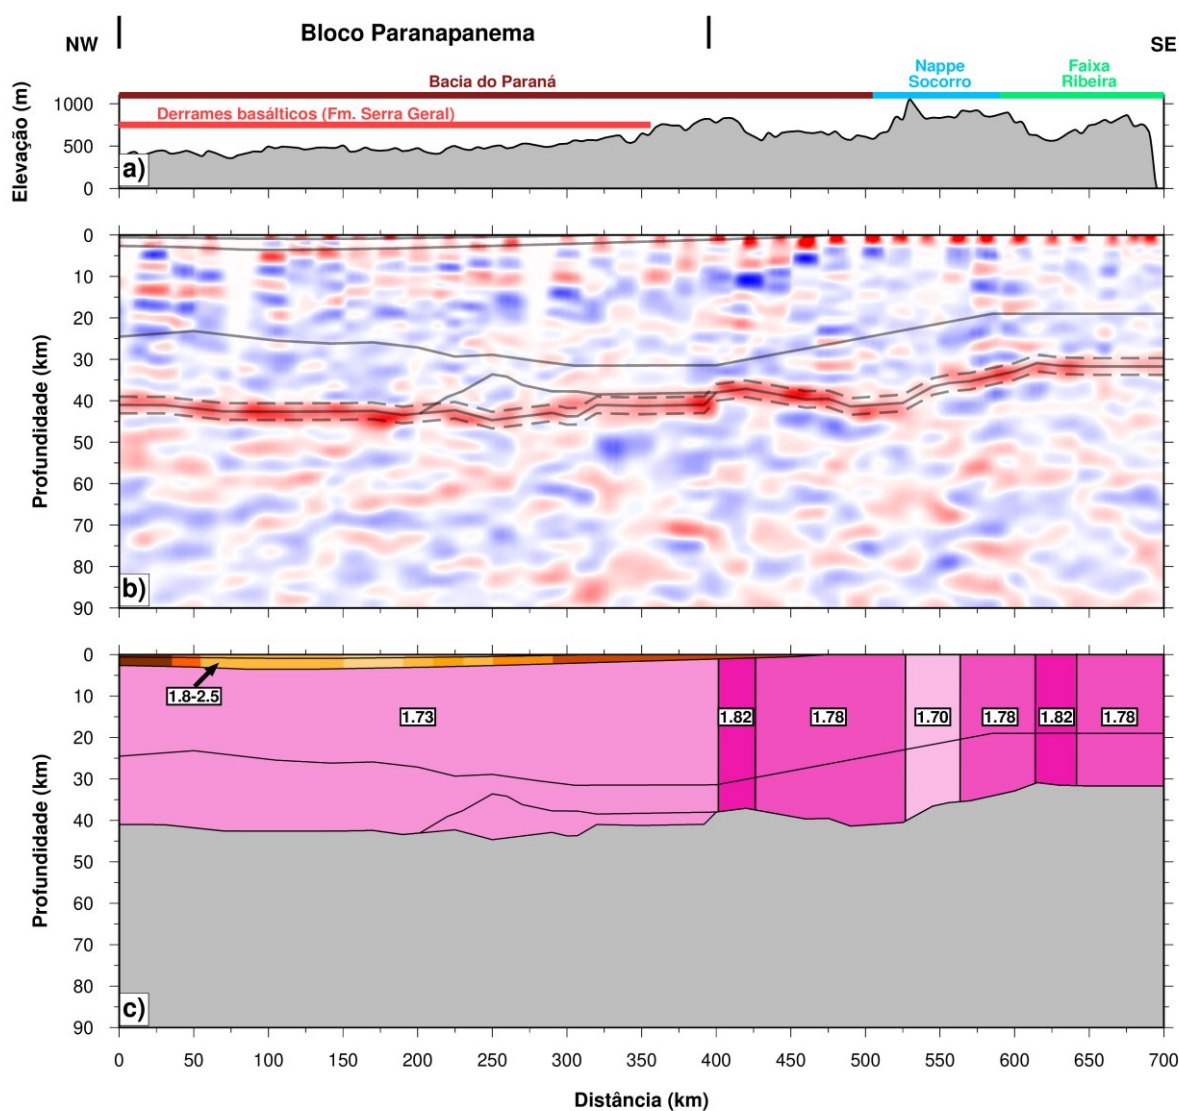 Bloco Paranapanema
NW
SE
Nappe
Socorro
Faixa
Ribeira
Bacia do Paraná
Derrames basálticos (Fm. Serra Geral)
Elevação (m)
1000
500
0
a)
Profundidade (km)
0
10
20
30
40
50
60
70
80
90
b)
Profundidade (km)
0
10
20
30
40
50
60
70
80
90
1.8-2.5
1.73
1.82
1.78
1.70
1.78
1.82
1.78
c)
0 50 100 150 200 250 300 350 400 450 500 550 600 650 700
Distância (km)